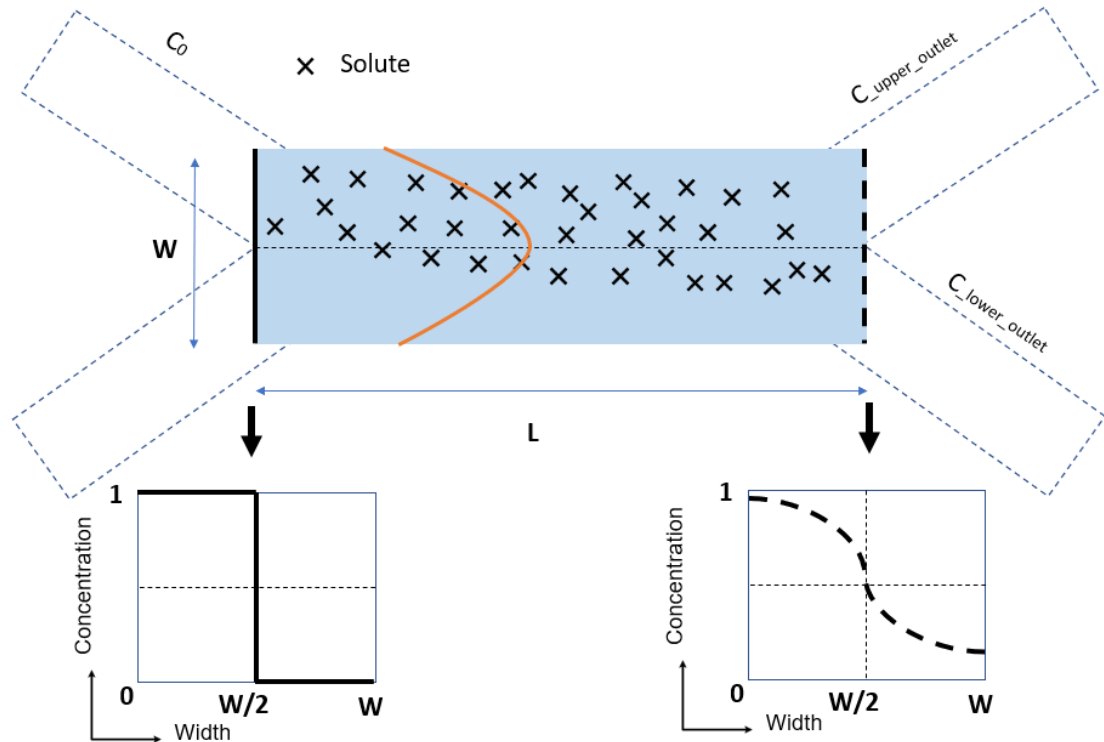 C0
× Solute
C_upper_outlet
W
C_lower_outlet
L
1
Concentration
0
W/2
W
Width
1
Concentration
0
W/2
W
Width